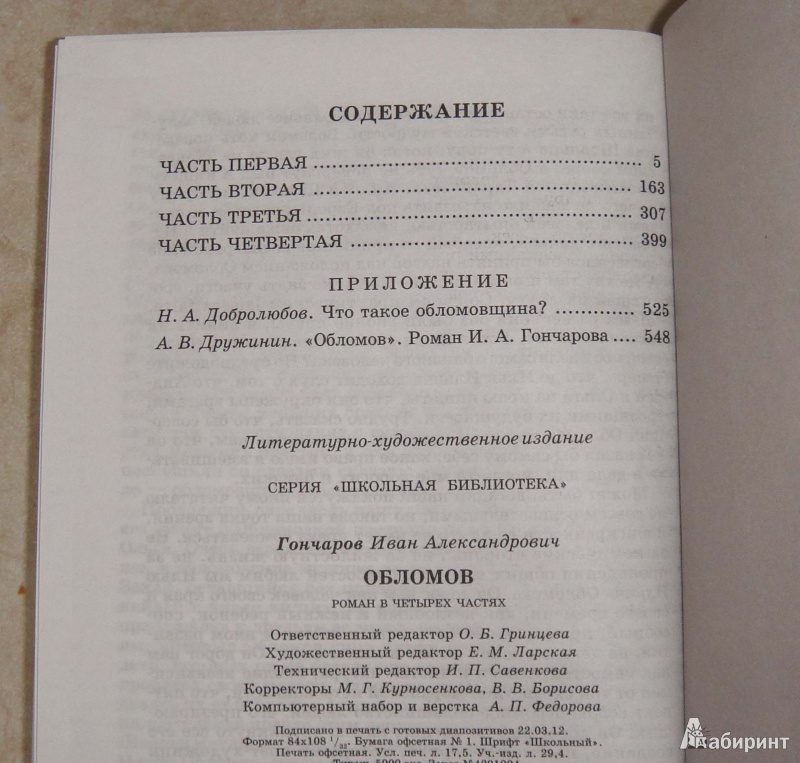 СОДЕРЖАНИЕ
ЧАСТЬ ПЕРВАЯ ........................................ 5
ЧАСТЬ ВТОРАЯ ........................................ 163
ЧАСТЬ ТРЕТЬЯ ........................................ 307
ЧАСТЬ ЧЕТВЕРТАЯ ................................... 399
ПРИЛОЖЕНИЕ
Н. А. Добролюбов. Что такое обломовщина? ............ 525
А. В. Дружинин. «Обломов». Роман И. А. Гончарова .... 548
Литературно-художественное издание
СЕРИЯ «ШКОЛЬНАЯ БИБЛИОТЕКА»
Гончаров Иван Александрович
ОБЛОМОВ
РОМАН В ЧЕТЫРЕХ ЧАСТЯХ
Ответственный редактор О. Б. Гринцева
Художественный редактор Е. М. Ларская
Технический редактор И. П. Савенкова
Корректоры М. Г. Курносенкова, В. В. Борисова
Компьютерный набор и верстка А. П. Федорова
Подписано в печать с готовых диапозитивов 22.03.12.
Формат 84х108 1/32. Бумага офсетная № 1. Шрифт «Школьный».
Печать офсетная. Усл. печ. л. 17,5. Уч.-изд. л. 29,4.
Лабиринт